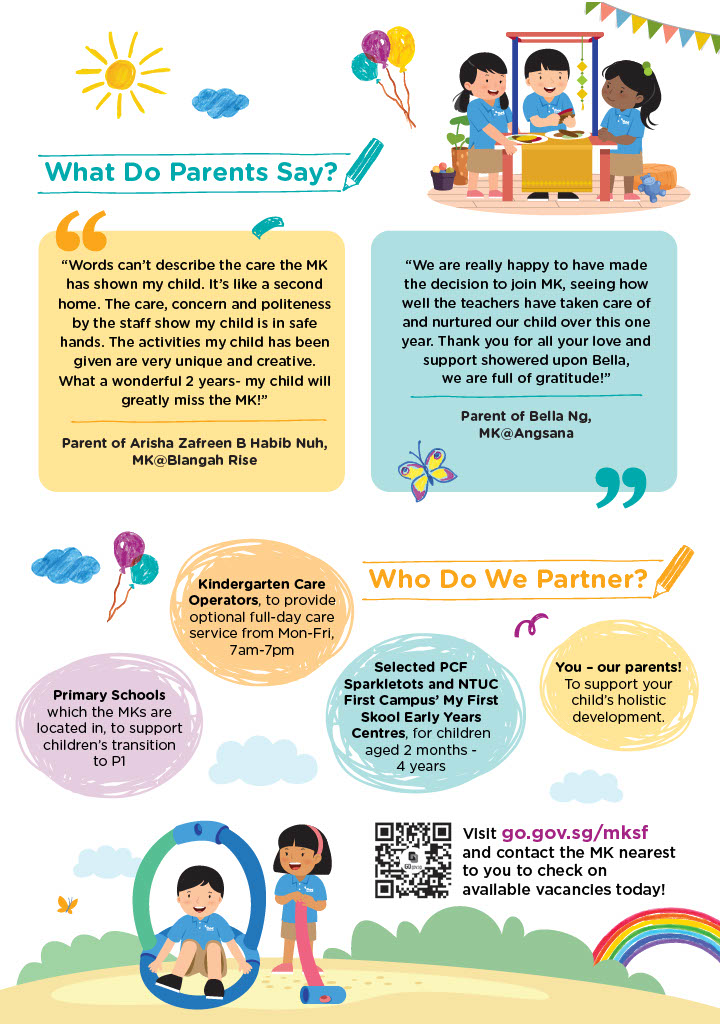 What Do Parents Say?
“Words can’t describe the care the MK
has shown my child. It’s like a second
home. The care, concern and politeness
by the staff show my child is in safe
hands. The activities my child has been
given are very unique and creative.
What a wonderful 2 years- my child will
greatly miss the MK!”
Parent of Arisha Zafreen B Habib Nuh,
MK@Blangah Rise
“We are really happy to have made
the decision to join MK, seeing how
well the teachers have taken care of
and nurtured our child over this one
year. Thank you for all your love and
support showered upon Bella,
we are full of gratitude!”
Parent of Bella Ng,
MK@Angsana
Who Do We Partner?
Primary Schools
which the MKs are
located in, to support
children’s transition
to P1
Kindergarten Care
Operators, to provide
optional full-day care
service from Mon-Fri,
7am-7pm
Selected PCF
Sparkletots and NTUC
First Campus’ My First
Skool Early Years
Centres, for children
aged 2 months -
4 years
You – our parents!
To support your
child’s holistic
development.
Visit go.gov.sg/mksf
and contact the MK nearest
to you to check on
available vacancies today!